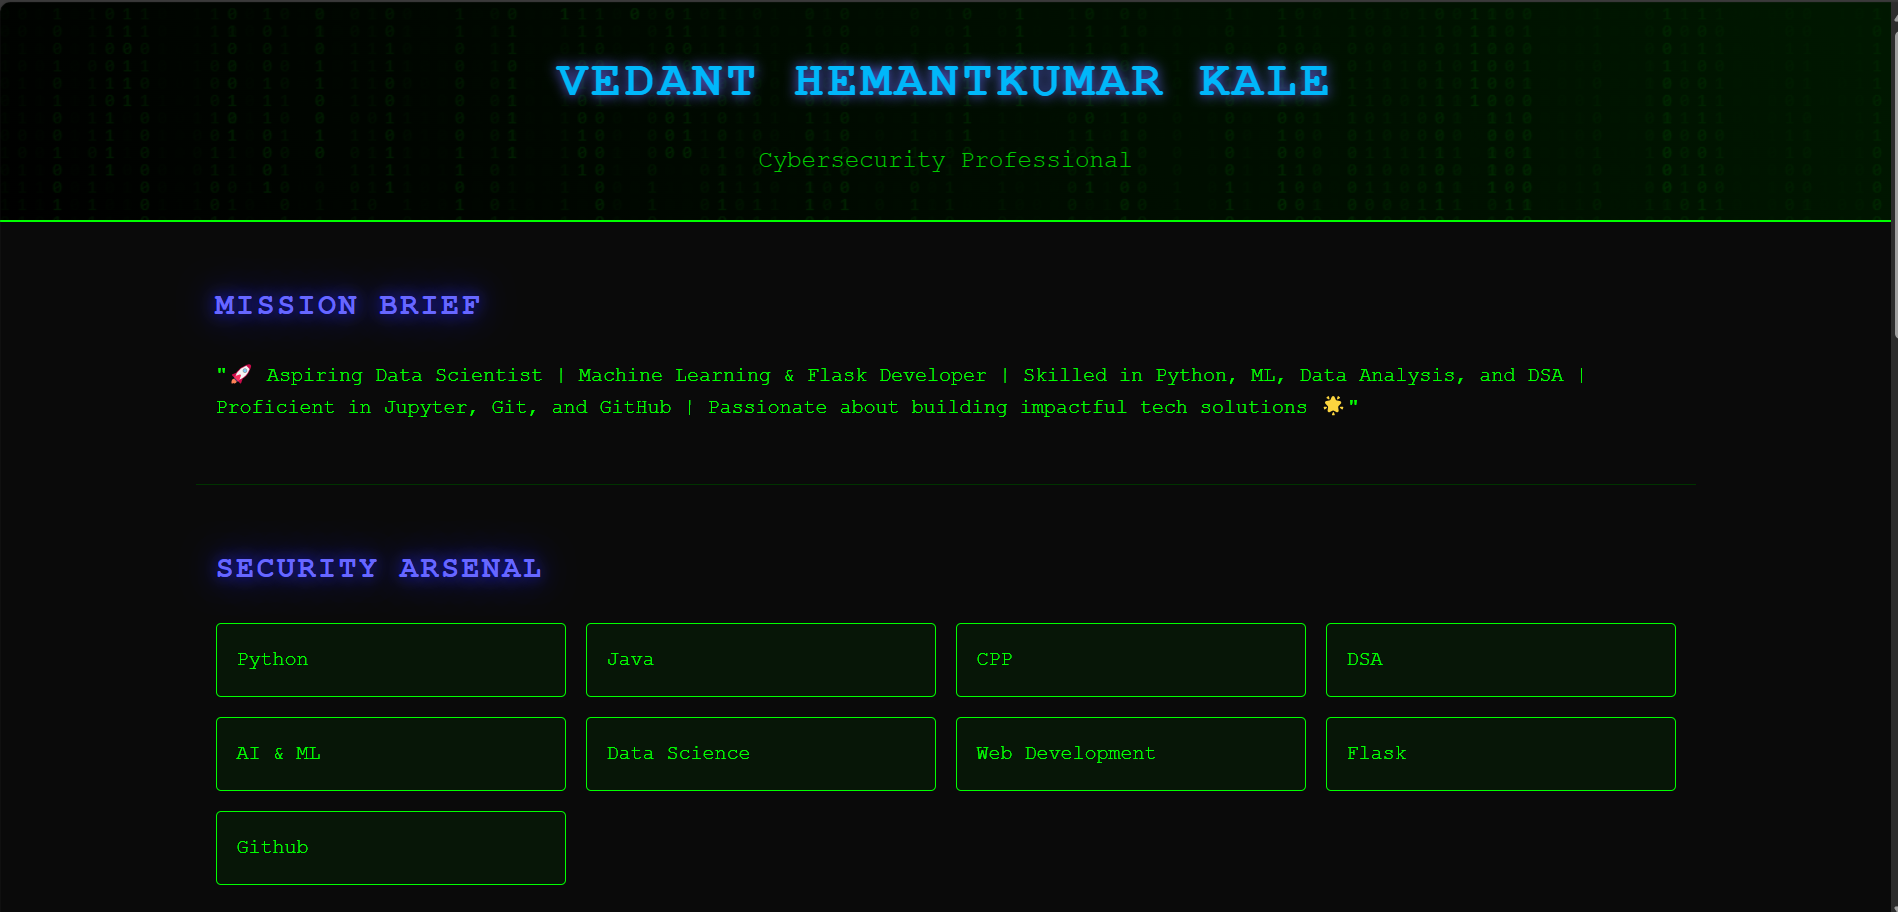 VEDANT HEMANTKUMAR KALE
Cybersecurity Professional
MISSION BRIEF
"🚀 Aspiring Data Scientist | Machine Learning & Flask Developer | Skilled in Python, ML, Data Analysis, and DSA |
Proficient in Jupyter, Git, and GitHub | Passionate about building impactful tech solutions 🌟"
SECURITY ARSENAL
Python
Java
CPP
DSA
AI & ML
Data Science
Web Development
Flask
Github